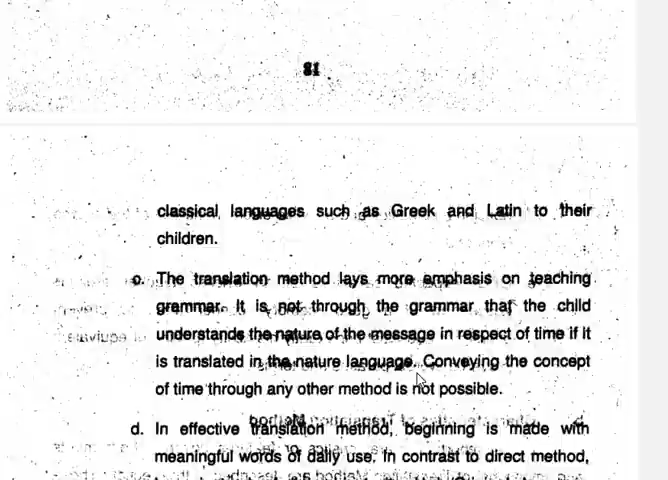 81
classical languages such as Greek and Latin to their
children.
c. The translation method lays more emphasis on teaching
grammar. It is not through the grammar that the child
understands the nature of the message in respect of time if it
is translated in the nature language. Conveying the concept
of time through any other method is not possible.
d. In effective translation method, beginning is made with
meaningful words of daily use. In contrast to direct method,